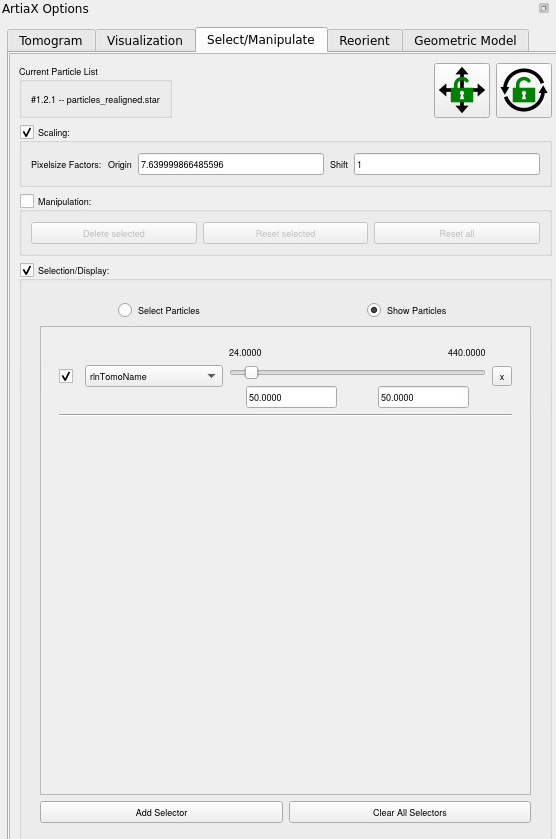 ArtiaX Options
Tomogram Visualization Select/Manipulate Reorient Geometric Model
Current Particle List
#1.2.1 -- particles_realigned.star
Scaling:
Pixelsize Factors: Origin 7.639999866485596 Shift 1
Manipulation:
Delete selected Reset selected Reset all
Selection/Display:
Select Particles Show Particles
24.0000 440.0000
rlnTomoName x
50.0000 50.0000
Add Selector Clear All Selectors